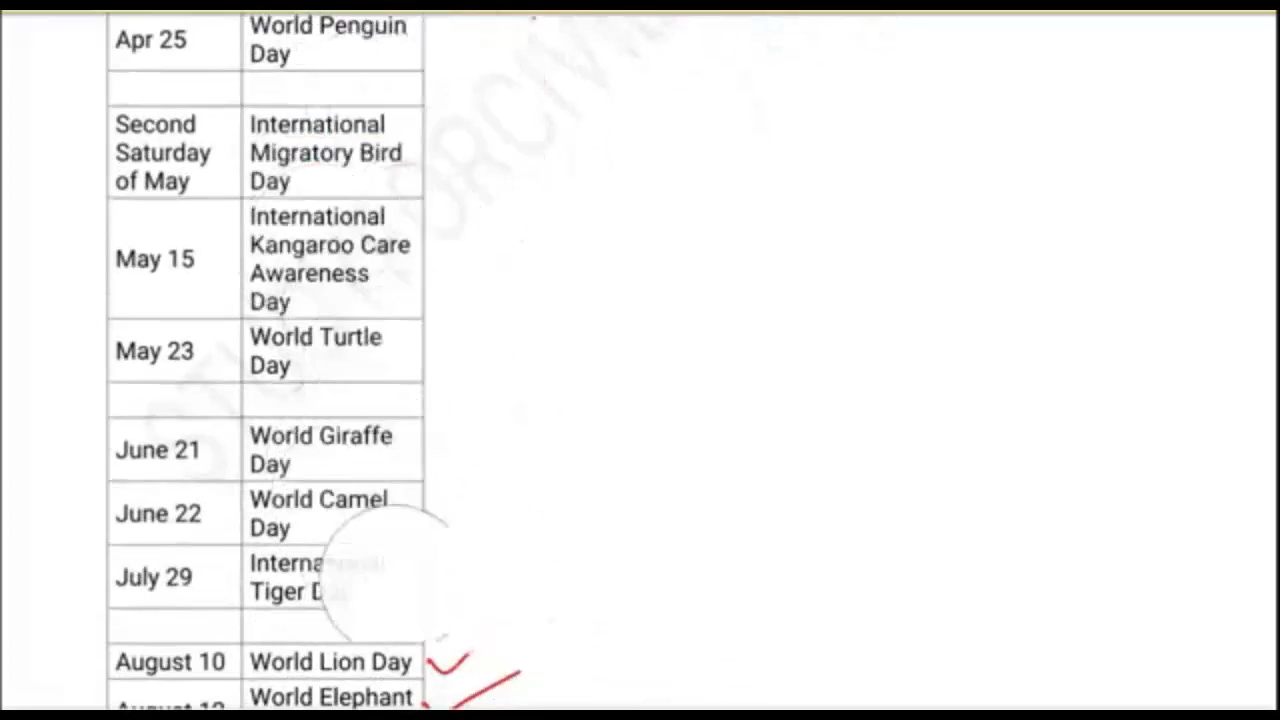 Apr 25
World Penguin
Day
Second
Saturday
of May
International
Migratory Bird
Day
May 15
International
Kangaroo Care
Awareness
Day
May 23
World Turtle
Day
June 21
World Giraffe
Day
June 22
World Camel
Day
July 29
Interna
Tiger D
August 10
World Lion Day
August 12
World Elephant